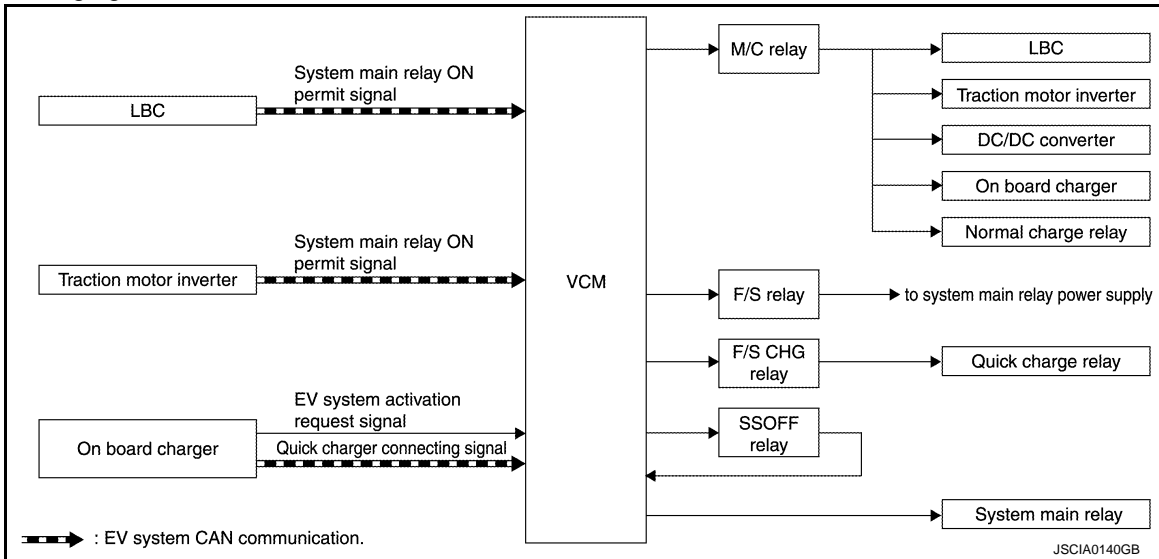 System main relay ON
permit signal
LBC
System main relay ON
permit signal
Traction motor inverter
EV system activation
request signal
On board charger
Quick charger connecting signal
VCM
M/C relay
LBC
Traction motor inverter
DC/DC converter
On board charger
Normal charge relay
F/S relay
to system main relay power supply
F/S CHG
relay
Quick charge relay
SSOFF
relay
System main relay
: EV system CAN communication.
JSCIA0140GB